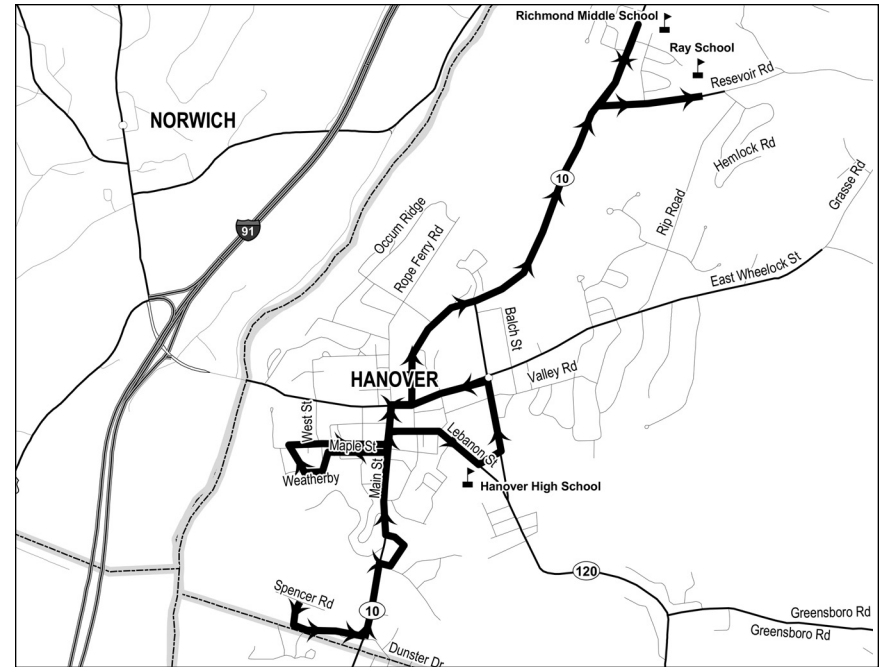 Richmond Middle School
Ray School
Resevoir Rd
NORWICH
Hemlock Rd
Grasse Rd
10
Rip Road
Occum Ridge
91
Rope Ferry Rd
East Wheelock St
Balch St
HANOVER
Valley Rd
West St
Maple St
Lebanon St
Weatherby
Main St
Hanover High School
120
Spencer Rd
10
Greensboro Rd
Greensboro Rd
Dunster Dr